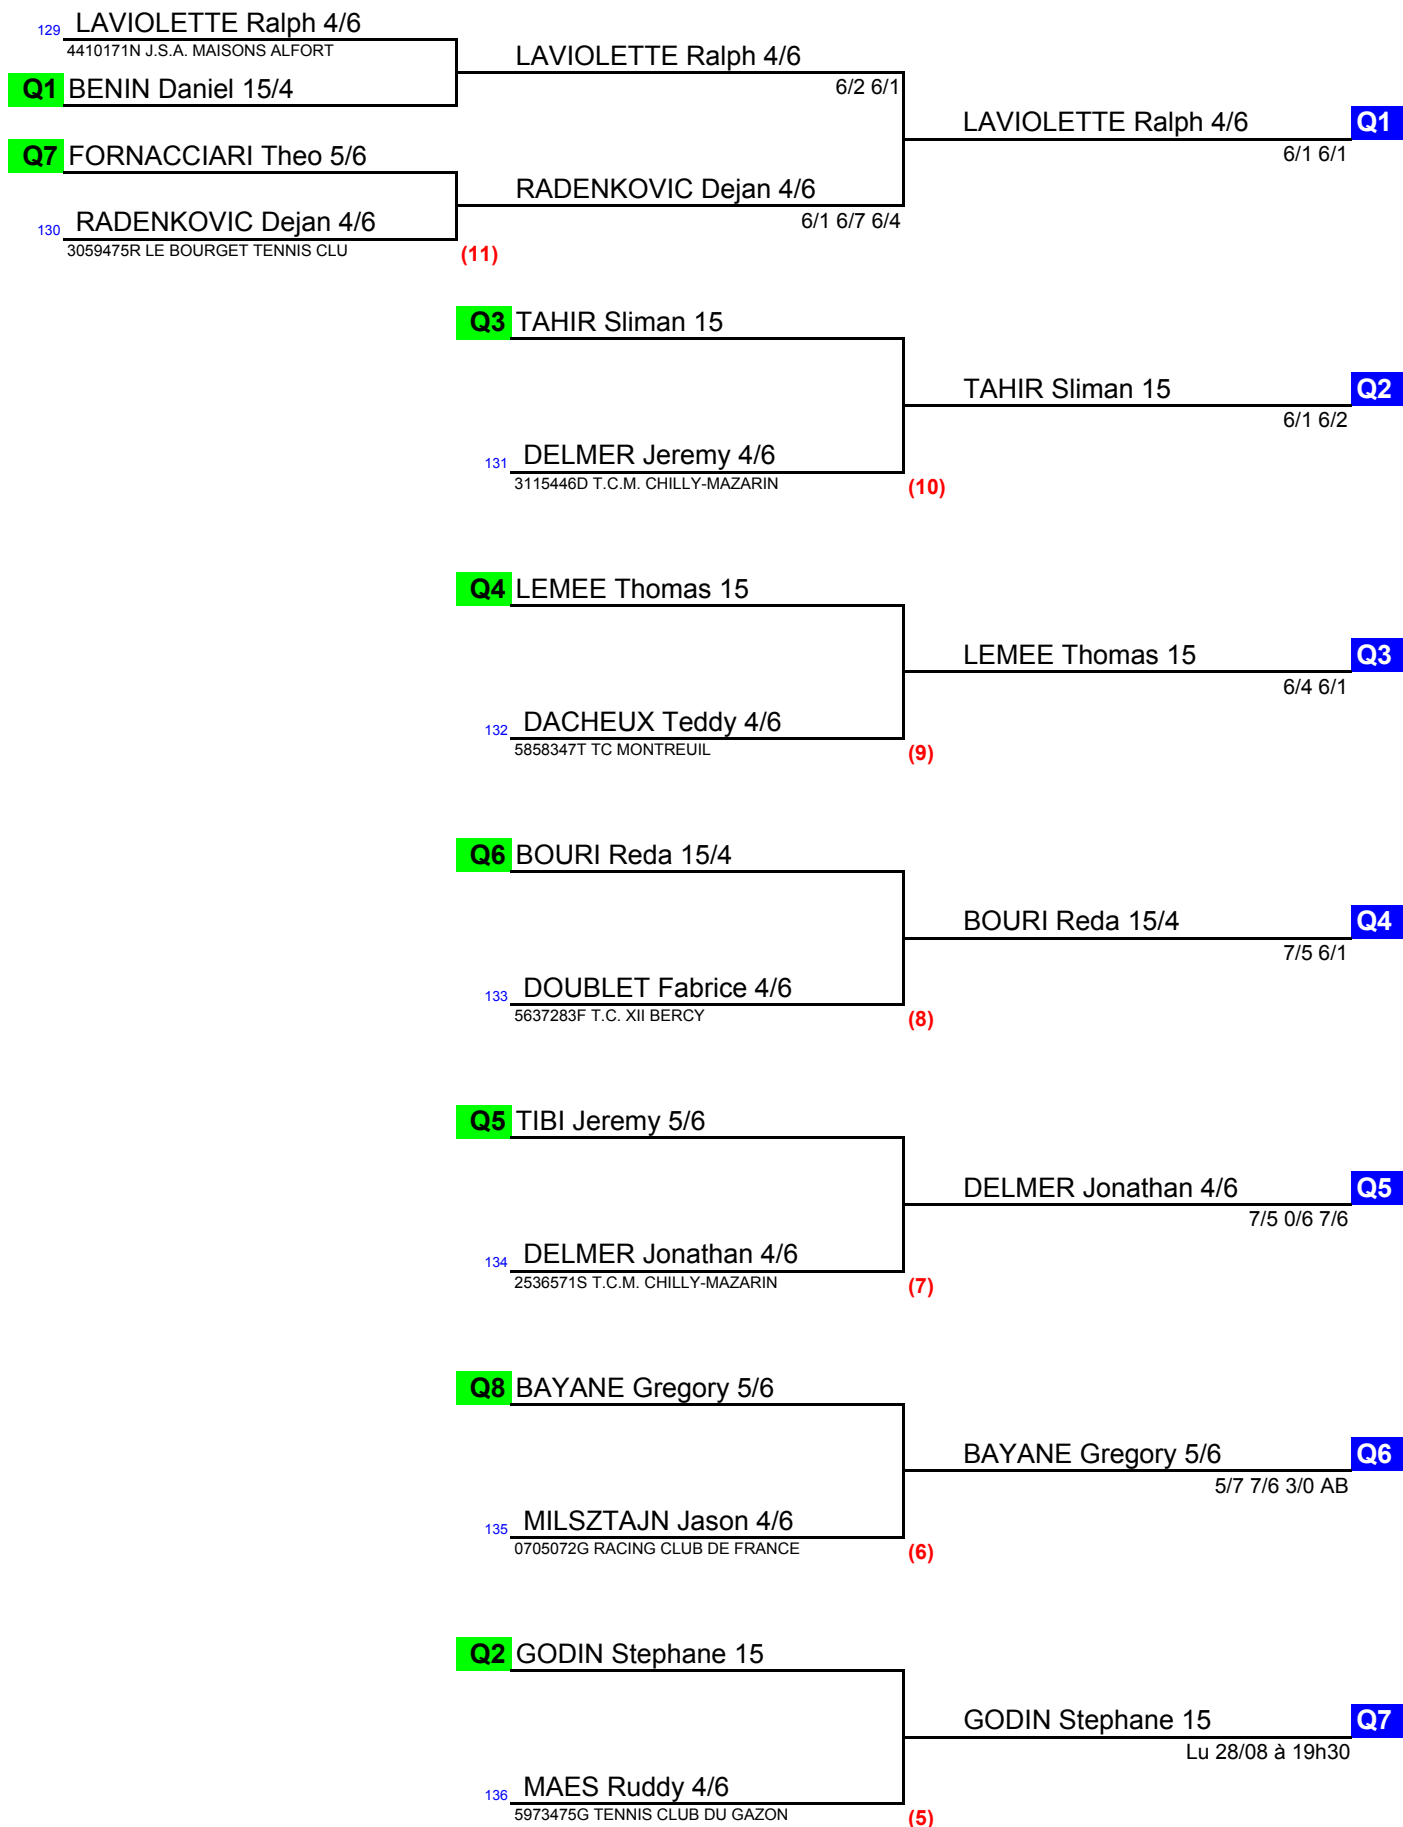 129 LAVIOLETTE Ralph 4/6
4410171N J.S.A. MAISONS ALFORT
LAVIOLETTE Ralph 4/6
6/2 6/1
Q1 BENIN Daniel 15/4
LAVIOLETTE Ralph 4/6 Q1
6/1 6/1
Q7 FORNACCIARI Theo 5/6
RADENKOVIC Dejan 4/6
6/1 6/7 6/4
130 RADENKOVIC Dejan 4/6
3059475R LE BOURGET TENNIS CLU
(11)
Q3 TAHIR Sliman 15
TAHIR Sliman 15 Q2
6/1 6/2
131 DELMER Jeremy 4/6
3115446D T.C.M. CHILLY-MAZARIN
(10)
Q4 LEMEE Thomas 15
LEMEE Thomas 15 Q3
6/4 6/1
132 DACHEUX Teddy 4/6
5858347T TC MONTREUIL
(9)
Q6 BOURI Reda 15/4
BOURI Reda 15/4 Q4
7/5 6/1
133 DOUBLET Fabrice 4/6
5637283F T.C. XII BERCY
(8)
Q5 TIBI Jeremy 5/6
DELMER Jonathan 4/6 Q5
7/5 0/6 7/6
134 DELMER Jonathan 4/6
2536571S T.C.M. CHILLY-MAZARIN
(7)
Q8 BAYANE Gregory 5/6
BAYANE Gregory 5/6 Q6
5/7 7/6 3/0 AB
135 MILSZTAJN Jason 4/6
0705072G RACING CLUB DE FRANCE
(6)
Q2 GODIN Stephane 15
GODIN Stephane 15 Q7
Lu 28/08 à 19h30
136 MAES Ruddy 4/6
5973475G TENNIS CLUB DU GAZON
(5)